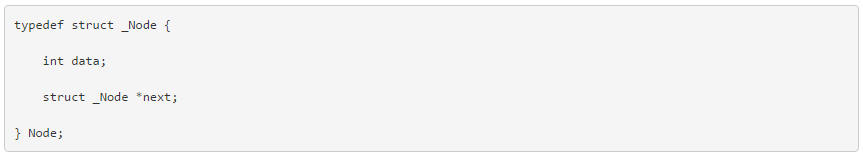 typedef struct _Node {
    int data;
    struct _Node *next;
} Node;